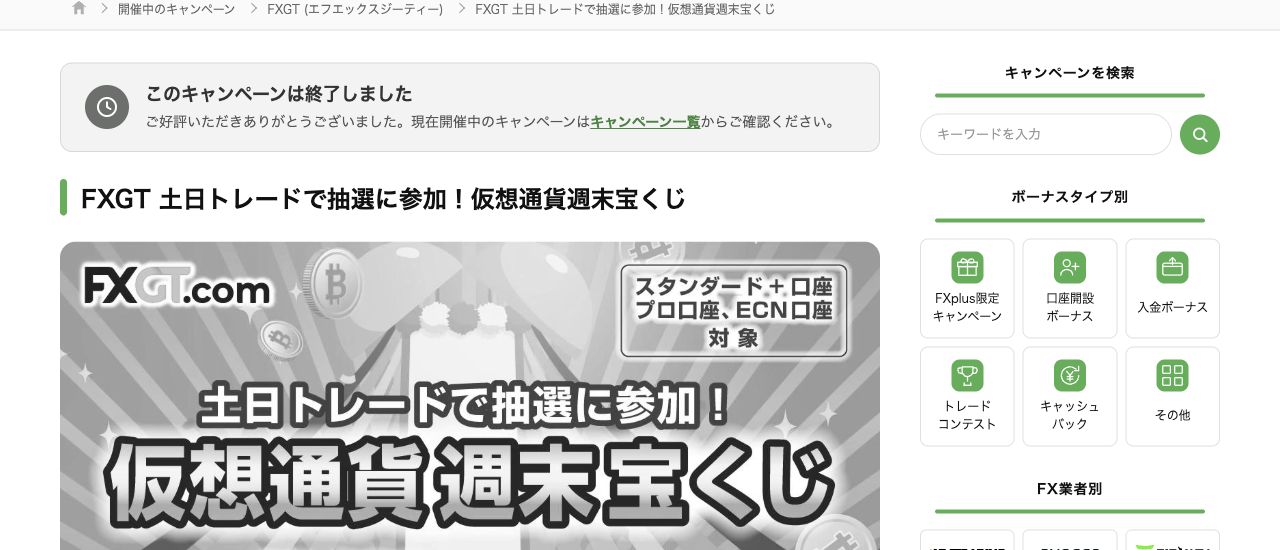 開催中のキャンペーン
FXGT (エフエックスジーティー)
FXGT 土日トレードで抽選に参加！仮想通貨週末宝くじ
このキャンペーンは終了しました
ご好評いただきありがとうございました。現在開催中のキャンペーンはキャンペーン一覧からご確認ください。
FXGT 土日トレードで抽選に参加！仮想通貨週末宝くじ
FXGT.com
スタンダード＋口座
プロ口座、ECN口座
対象
土日トレードで抽選に参加！
仮想通貨週末宝くじ
キャンペーンを検索
キーワードを入力
ボーナスタイプ別
FXplus限定
キャンペーン
口座開設
ボーナス
入金ボーナス
トレード
コンテスト
キャッシュ
バック
その他
FX業者別